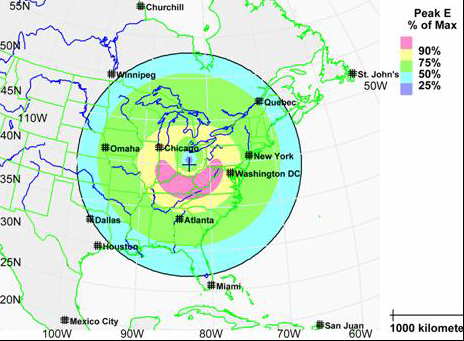 55N
Churchill
Peak E
% of Max
50N
90%
75%
50%
25%
Winnipeg
St. John's
50W
45N
Quebec
110W
40N
Omaha
Chicago
New York
Washington DC
35N
Dallas
Atlanta
30N
Houston
25N
Miami
20N
Mexico City
San Juan
1000 kilomete
100W
90W
80W
70W
60W